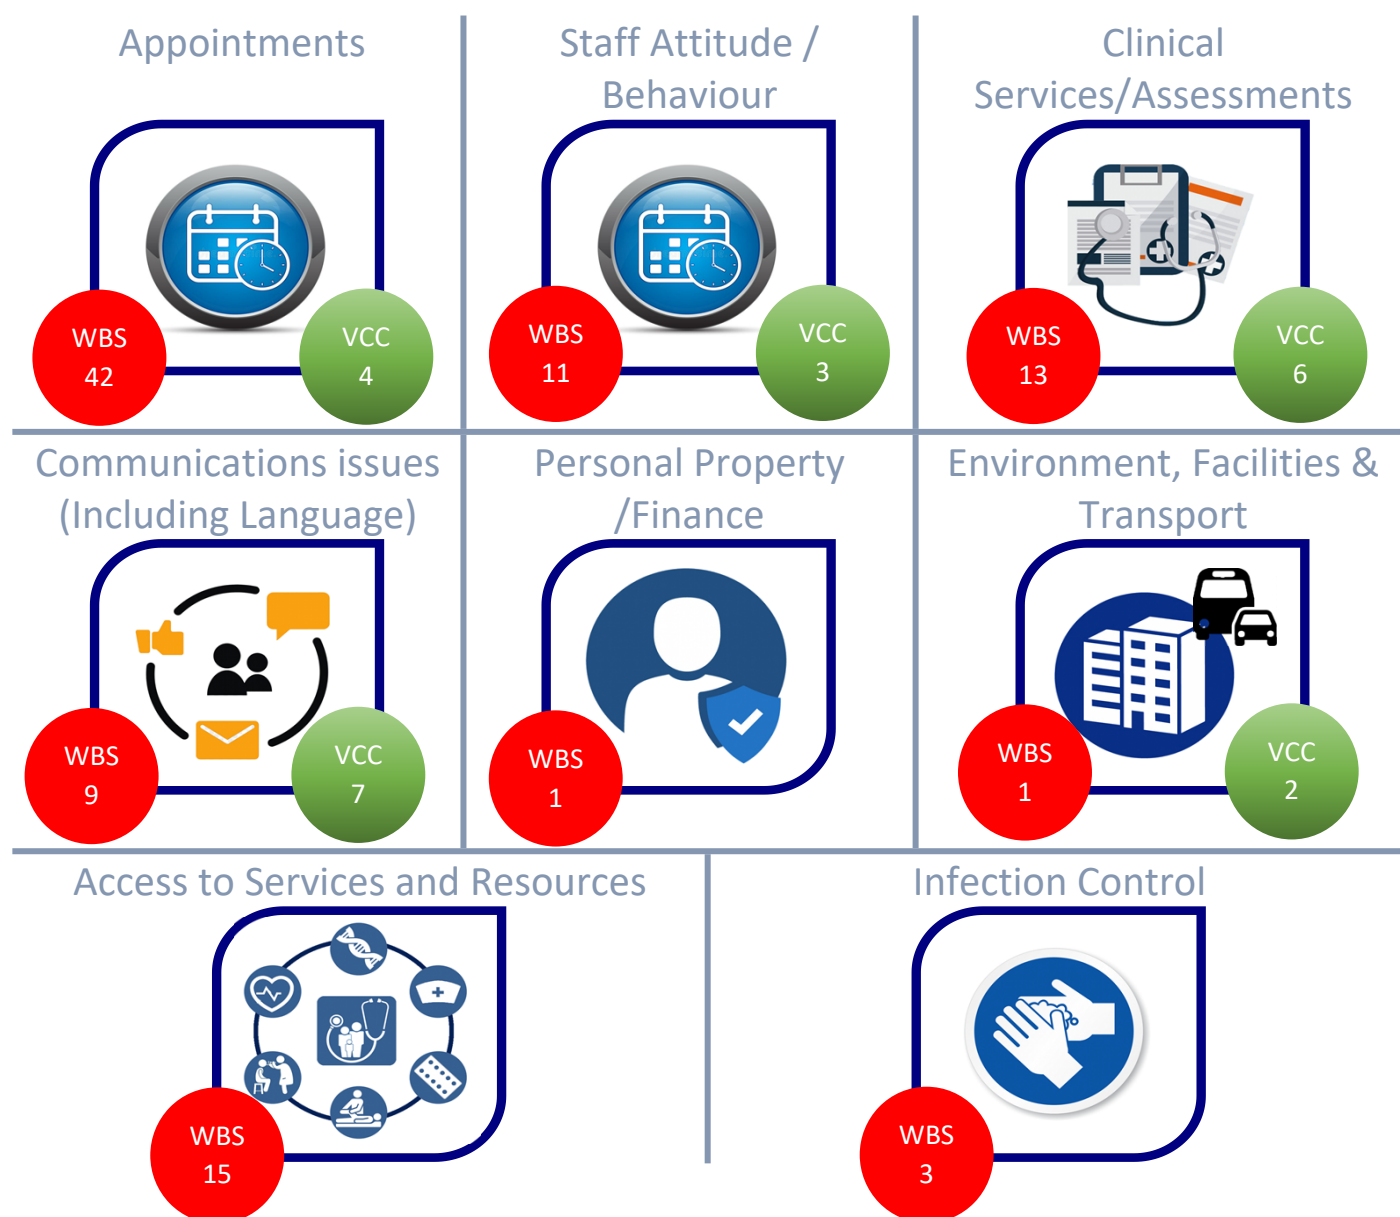 Appointments
WBS
42
VCC
4
Staff Attitude /
Behaviour
WBS
11
VCC
3
Clinical
Services/Assessments
WBS
13
VCC
6
Communications issues
(Including Language)
WBS
9
VCC
7
Personal Property
/Finance
WBS
1
Environment, Facilities &
Transport
WBS
1
VCC
2
Access to Services and Resources
WBS
15
Infection Control
WBS
3